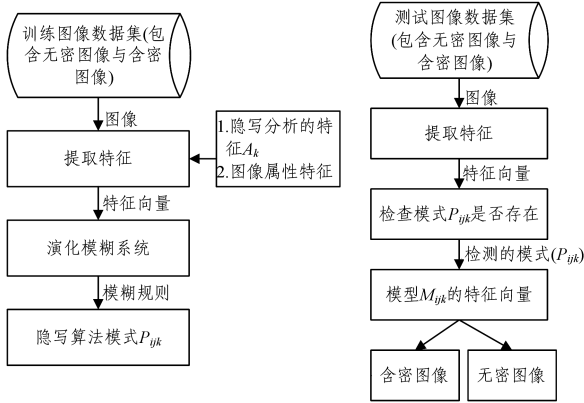 训练图像数据集(包
含无密图像与含密
图像)
图像
提取特征
1.隐写分析的特
征Ak
2.图像属性特征
特征向量
演化模糊系统
模糊规则
隐写算法模式Pijk
测试图像数据集
(包含无密图像与
含密图像)
图像
提取特征
特征向量
检查模式Pijk是否存在
检测的模式(Pijk)
模型Mijk的特征向量
含密图像
无密图像